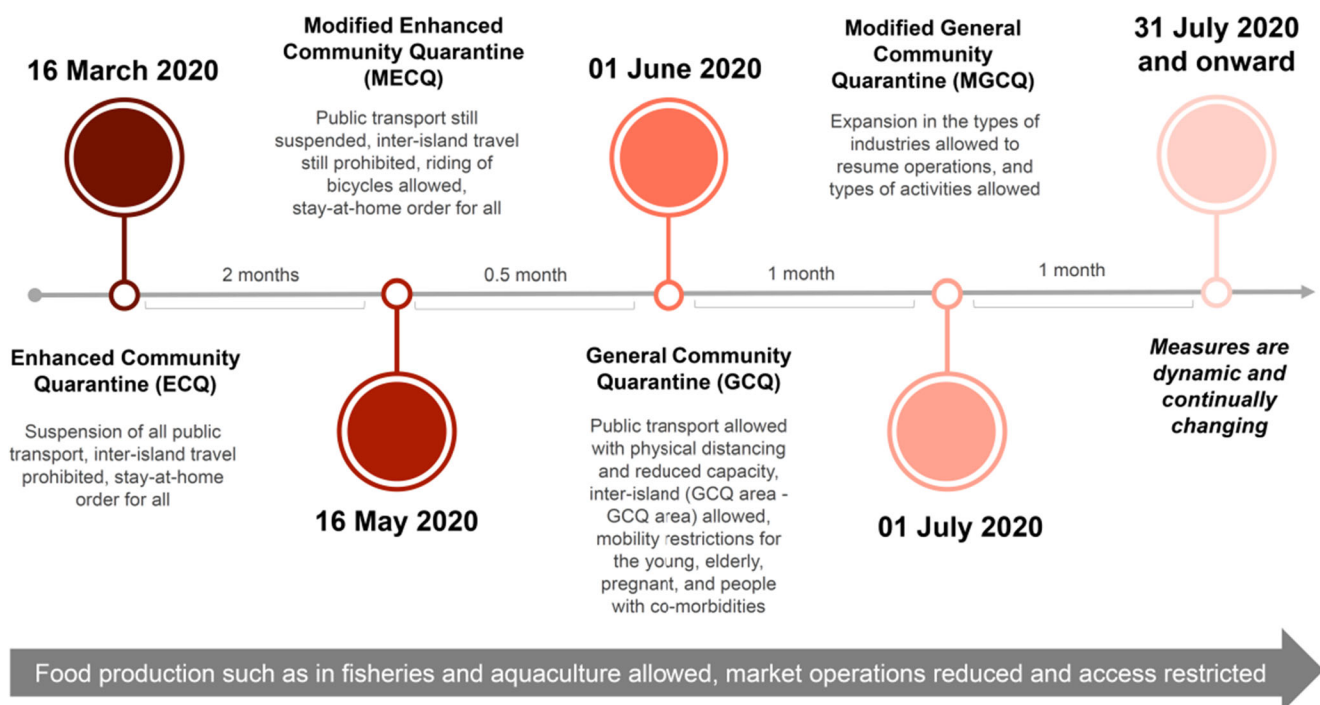 16 March 2020
Modified Enhanced
Community Quarantine
(MECQ)
Public transport still
suspended, inter-island travel
still prohibited, riding of
bicycles allowed,
stay-at-home order for all
01 June 2020
Modified General
Community
Quarantine (MGCQ)
Expansion in the types of
industries allowed to
resume operations, and
types of activities allowed
31 July 2020
and onward
2 months
0.5 month
1 month
1 month
Enhanced Community
Quarantine (ECQ)
Suspension of all public
transport, inter-island travel
prohibited, stay-at-home
order for all
16 May 2020
General Community
Quarantine (GCQ)
Public transport allowed
with physical distancing
and reduced capacity,
inter-island (GCQ area -
GCQ area) allowed,
mobility restrictions for
the young, elderly,
pregnant, and people
with co-morbidities
01 July 2020
Measures are
dynamic and
continually
changing
Food production such as in fisheries and aquaculture allowed, market operations reduced and access restricted